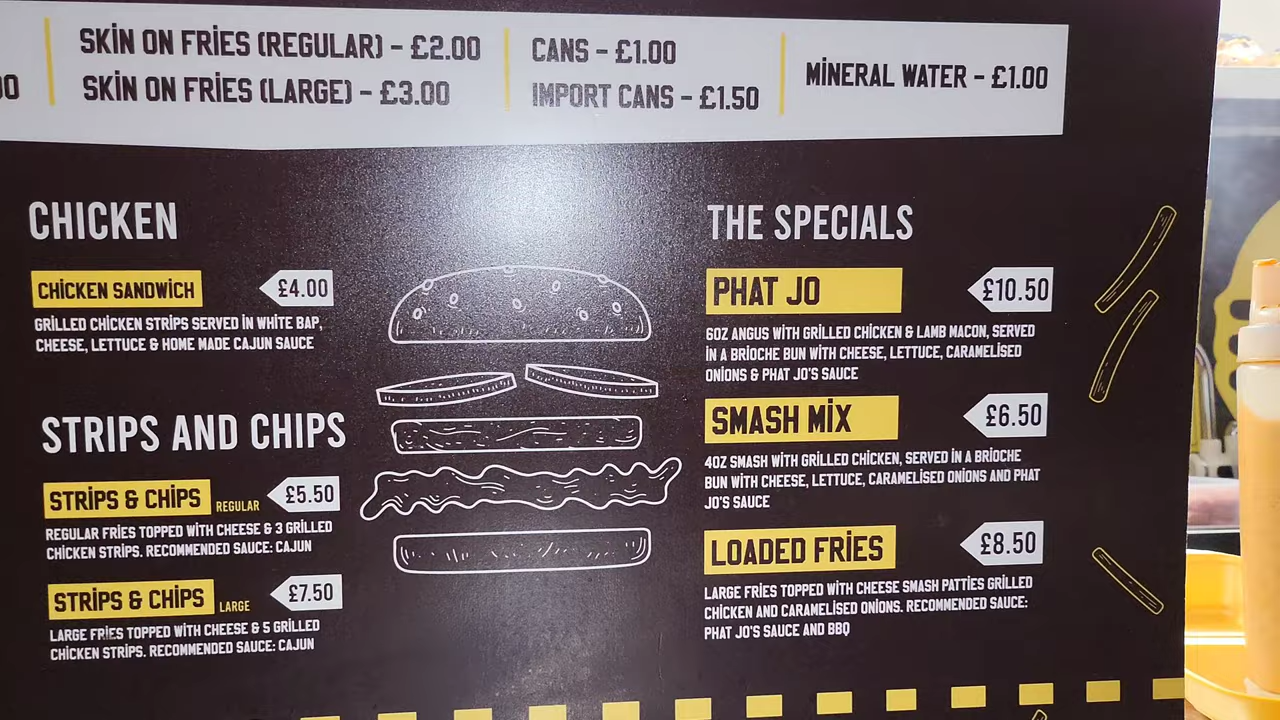 SKIN ON FRIES (REGULAR) - £2.00
SKIN ON FRIES (LARGE) - £3.00
CANS - £1.00
IMPORT CANS - £1.50
MINERAL WATER - £1.00
CHICKEN
CHICKEN SANDWICH £4.00
GRILLED CHICKEN STRIPS SERVED IN WHITE BAP,
CHEESE, LETTUCE & HOME MADE CAJUN SAUCE
STRIPS AND CHIPS
STRIPS & CHIPS REGULAR £5.50
REGULAR FRIES TOPPED WITH CHEESE & 3 GRILLED
CHICKEN STRIPS. RECOMMENDED SAUCE: CAJUN
STRIPS & CHIPS LARGE £7.50
LARGE FRIES TOPPED WITH CHEESE & 5 GRILLED
CHICKEN STRIPS. RECOMMENDED SAUCE: CAJUN
THE SPECIALS
PHAT JO £10.50
6OZ ANGUS WITH GRILLED CHICKEN & LAMB MACON, SERVED
IN A BRIOCHE BUN WITH CHEESE, LETTUCE, CARAMELISED
ONIONS & PHAT JO'S SAUCE
SMASH MIX £6.50
4OZ SMASH WITH GRILLED CHICKEN, SERVED IN A BRIOCHE
BUN WITH CHEESE, LETTUCE, CARAMELISED ONIONS AND PHAT
JO'S SAUCE
LOADED FRIES £8.50
LARGE FRIES TOPPED WITH CHEESE SMASH PATTIES GRILLED
CHICKEN AND CARAMELISED ONIONS. RECOMMENDED SAUCE:
PHAT JO'S SAUCE AND BBQ